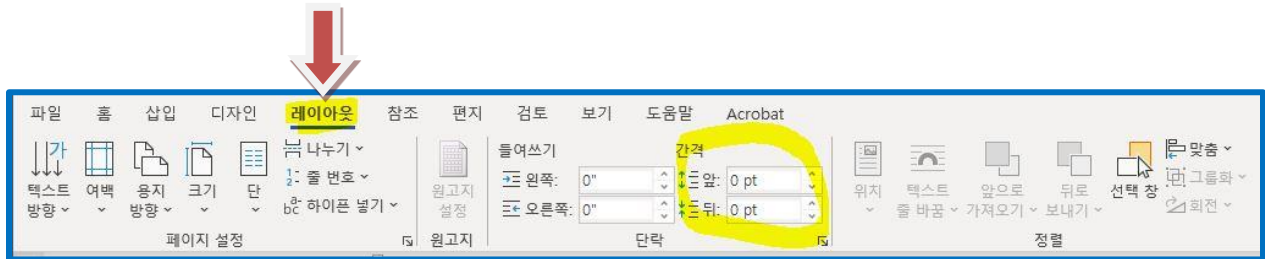 파일 홈 삽입 디자인 레이아웃 참조 편지 검토 보기 도움말 Acrobat
텍스트 방향
여백
용지 방향
크기
단
나누기
줄 번호
하이픈 넣기
페이지 설정
원고지 설정
원고지
들여쓰기
왼쪽: 0"
오른쪽: 0"
간격
앞: 0 pt
뒤: 0 pt
단락
위치
텍스트 줄 바꿈
앞으로 가져오기
뒤로 보내기
선택 창
맞춤
그룹화
회전
정렬